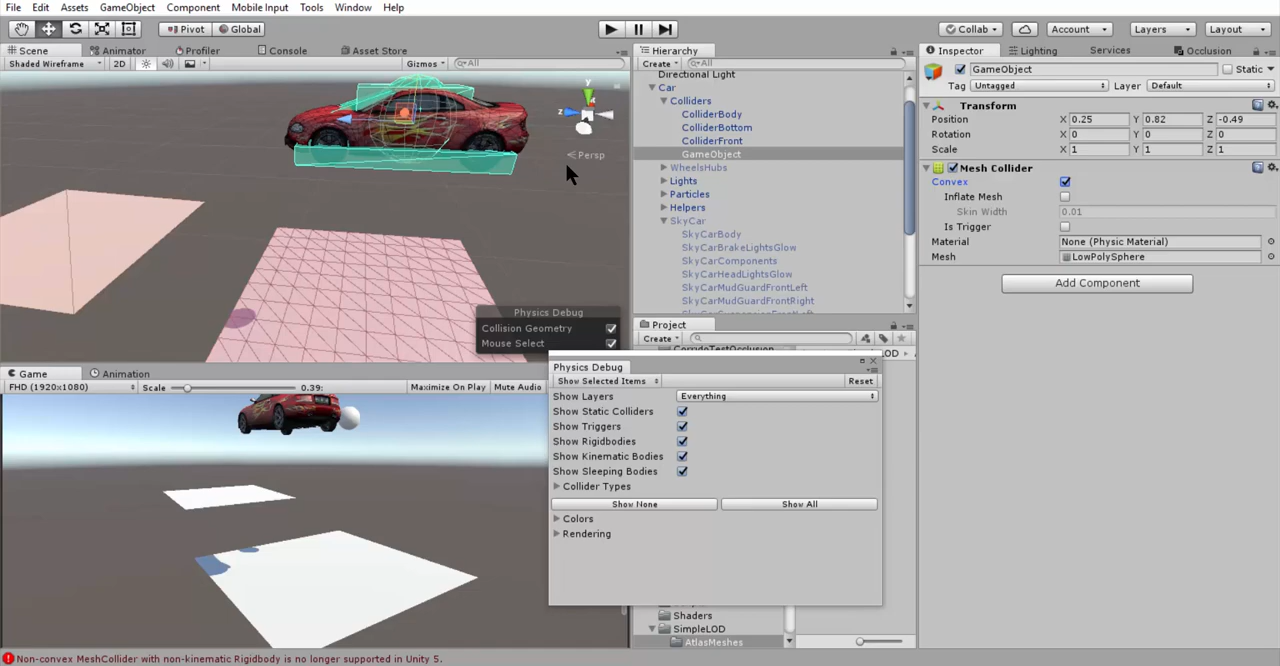 File Edit Assets GameObject Component Mobile Input Tools Window Help
Pivot Global Collab Account Layers Layout
Scene Animator Profiler Console Asset Store
Shaded Wireframe 2D Gizmos All
y
z
Persp
Physics Debug
Collision Geometry
Mouse Select
Game Animation
FHD (1920x1080) Scale 0.39: Maximize On Play Mute Audio
Hierarchy
Create All
Directional Light
Car
Colliders
ColliderBody
ColliderBottom
ColliderFront
GameObject
WheelsHubs
Lights
Particles
Helpers
SkyCar
SkyCarBody
SkyCarBrakeLightsGlow
SkyCarComponents
SkyCarHeadLightsGlow
SkyCarMudGuardFrontLeft
SkyCarMudGuardFrontRight
Project
Create
Physics Debug
Show Selected Items Reset
Show Layers Everything
Show Static Colliders
Show Triggers
Show Rigidbodies
Show Kinematic Bodies
Show Sleeping Bodies
Collider Types
Show None Show All
Colors
Rendering
Shaders
SimpleLOD
AtlasMeshes
Inspector Lighting Services Occlusion
GameObject Static
Tag Untagged Layer Default
Transform
Position X 0.25 Y 0.82 Z -0.49
Rotation X 0 Y 0 Z 0
Scale X 1 Y 1 Z 1
Mesh Collider
Convex
Inflate Mesh
Skin Width 0.01
Is Trigger
Material None (Physic Material)
Mesh LowPolySphere
Add Component
Non-convex MeshCollider with non-kinematic Rigidbody is no longer supported in Unity 5.